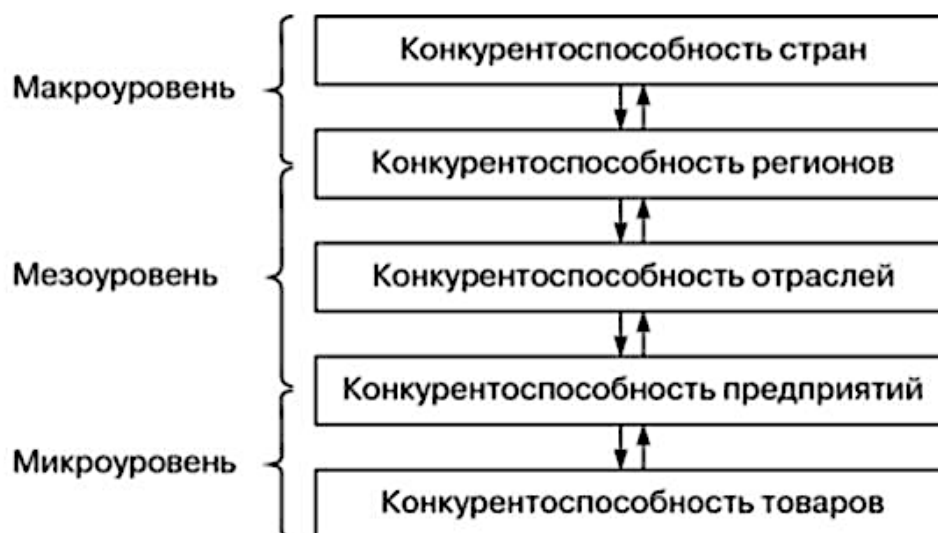 Конкурентоспособность стран
Макроуровень
Конкурентоспособность регионов
Мезоуровень
Конкурентоспособность отраслей
Конкурентоспособность предприятий
Микроуровень
Конкурентоспособность товаров